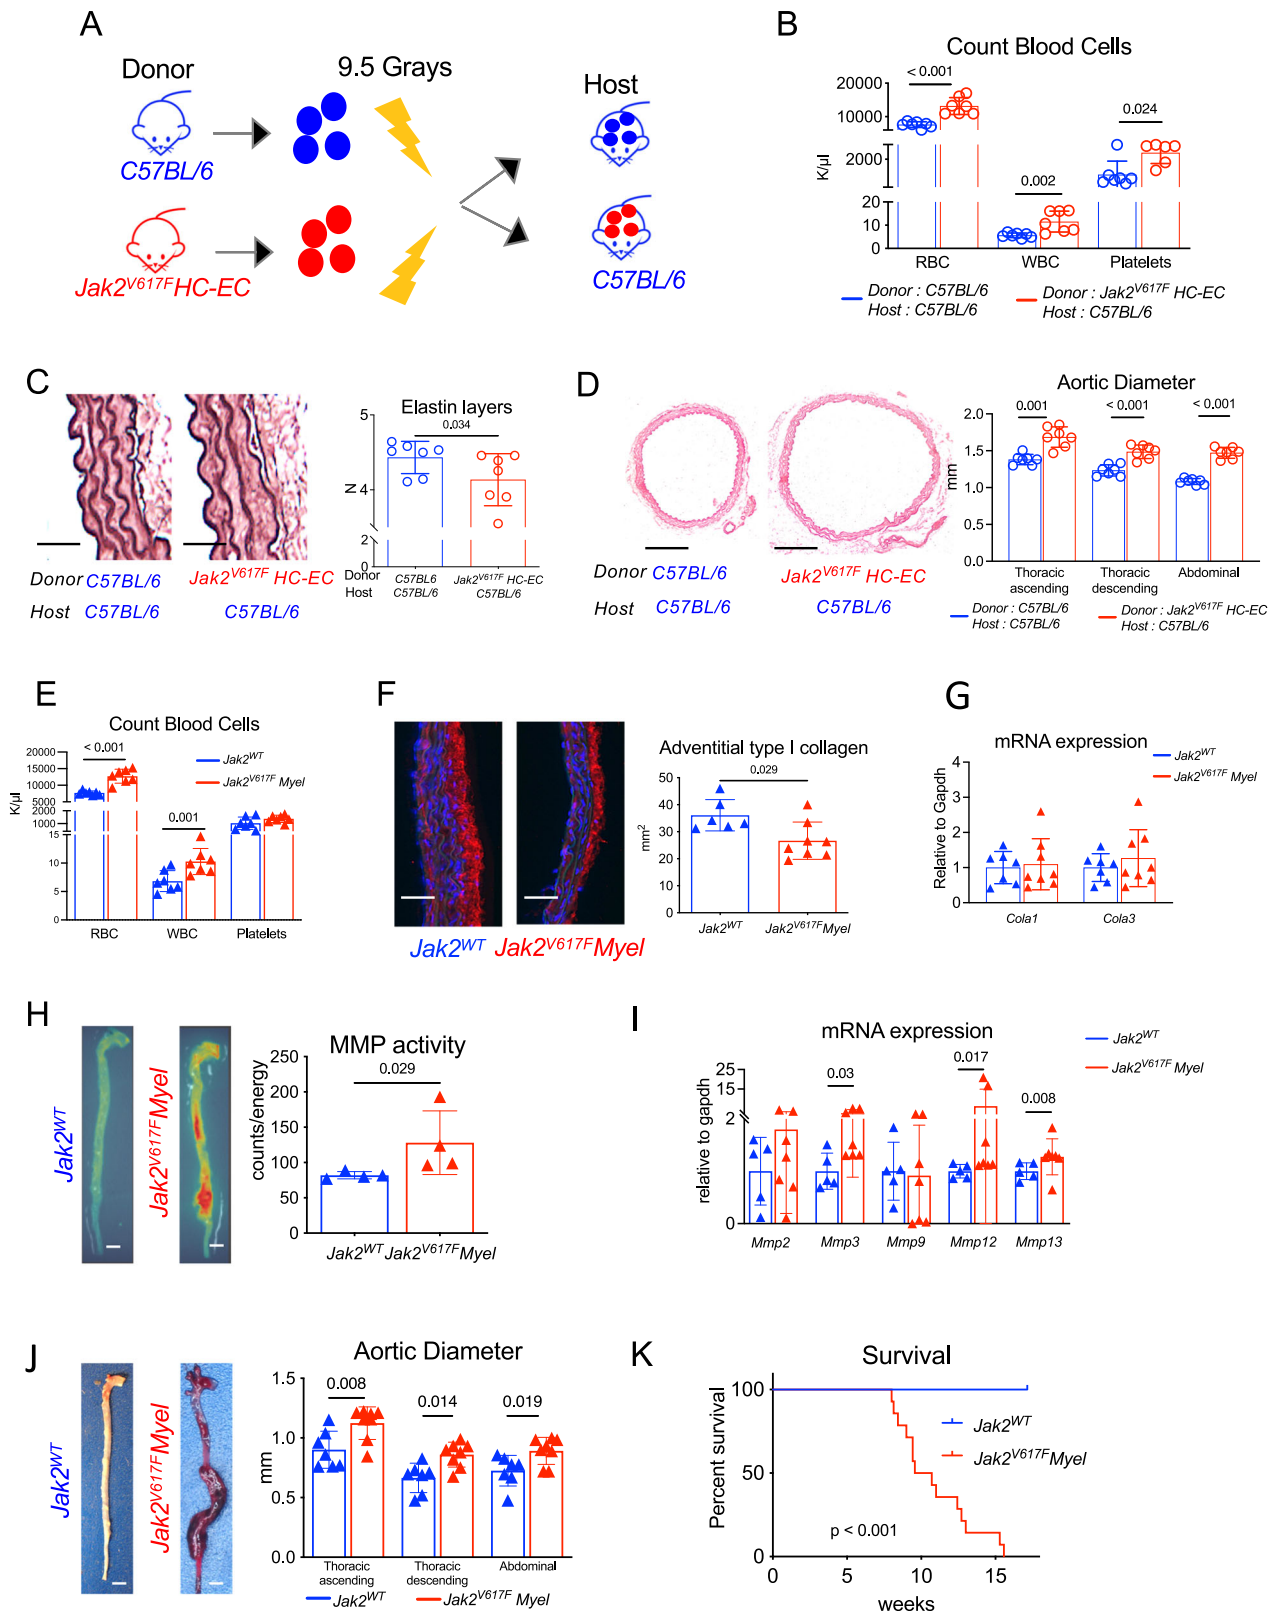 A
Donor
9.5 Grays
Host
C57BL/6
Jak2V617F HC-EC
C57BL/6
B
Count Blood Cells
20000
10000
2000
20
10
0
K/µl
< 0.001
0.002
0.024
RBC
WBC
Platelets
Donor : C57BL/6
Host : C57BL/6
Donor : Jak2V617F HC-EC
Host : C57BL/6
C
Donor C57BL/6
Jak2V617F HC-EC
Host C57BL/6
C57BL/6
Elastin layers
0.034
5
4
2
0
N
Donor
Host
C57BL6
C57BL/6
Jak2V617F HC-EC
C57BL/6
D
Donor C57BL/6
Jak2V617F HC-EC
Host C57BL/6
C57BL/6
Aortic Diameter
2.0
1.5
1.0
0.5
0.0
mm
0.001
< 0.001
< 0.001
Thoracic
ascending
Thoracic
descending
Abdominal
Donor : C57BL/6
Host : C57BL/6
Donor : Jak2V617F HC-EC
Host : C57BL/6
E
Count Blood Cells
20000
15000
10000
5000
2000
1000
15
10
5
0
K/µl
< 0.001
0.001
Jak2WT
Jak2V617F Myel
RBC
WBC
Platelets
F
Jak2WT
Jak2V617F Myel
Adventitial type I collagen
0.029
50
40
30
20
10
0
mm2
Jak2WT
Jak2V617F Myel
G
mRNA expression
Jak2WT
Jak2V617F Myel
4
3
2
1
0
Relative to Gapdh
Cola1
Cola3
H
Jak2WT
Jak2V617F Myel
MMP activity
0.029
250
200
150
100
50
0
counts/energy
Jak2WT
Jak2V617F Myel
I
mRNA expression
Jak2WT
Jak2V617F Myel
25
15
2
1
0
relative to gapdh
0.03
0.017
0.008
Mmp2
Mmp3
Mmp9
Mmp12
Mmp13
J
Jak2WT
Jak2V617F Myel
Aortic Diameter
1.5
1.0
0.5
0.0
mm
0.008
0.014
0.019
Thoracic
ascending
Thoracic
descending
Abdominal
Jak2WT
Jak2V617F Myel
K
Survival
100
50
0
Percent survival
Jak2WT
Jak2V617F Myel
p < 0.001
0
5
10
15
weeks